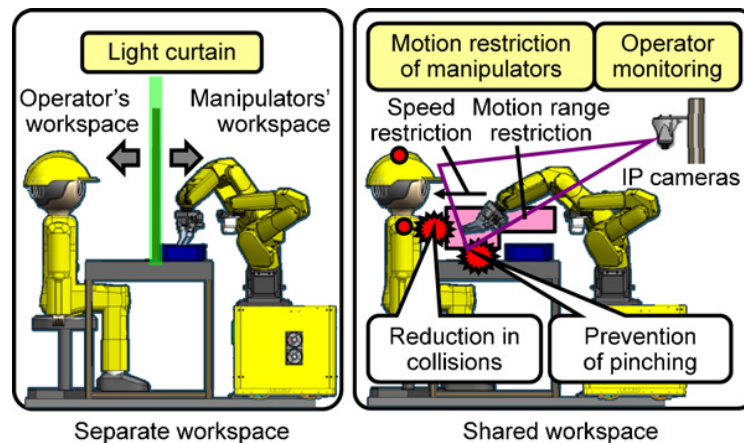 Light curtain
Operator's
workspace
Manipulators'
workspace
Separate workspace
Motion restriction
of manipulators
Operator
monitoring
Speed
restriction
Motion range
restriction
IP cameras
Reduction in
collisions
Prevention
of pinching
Shared workspace